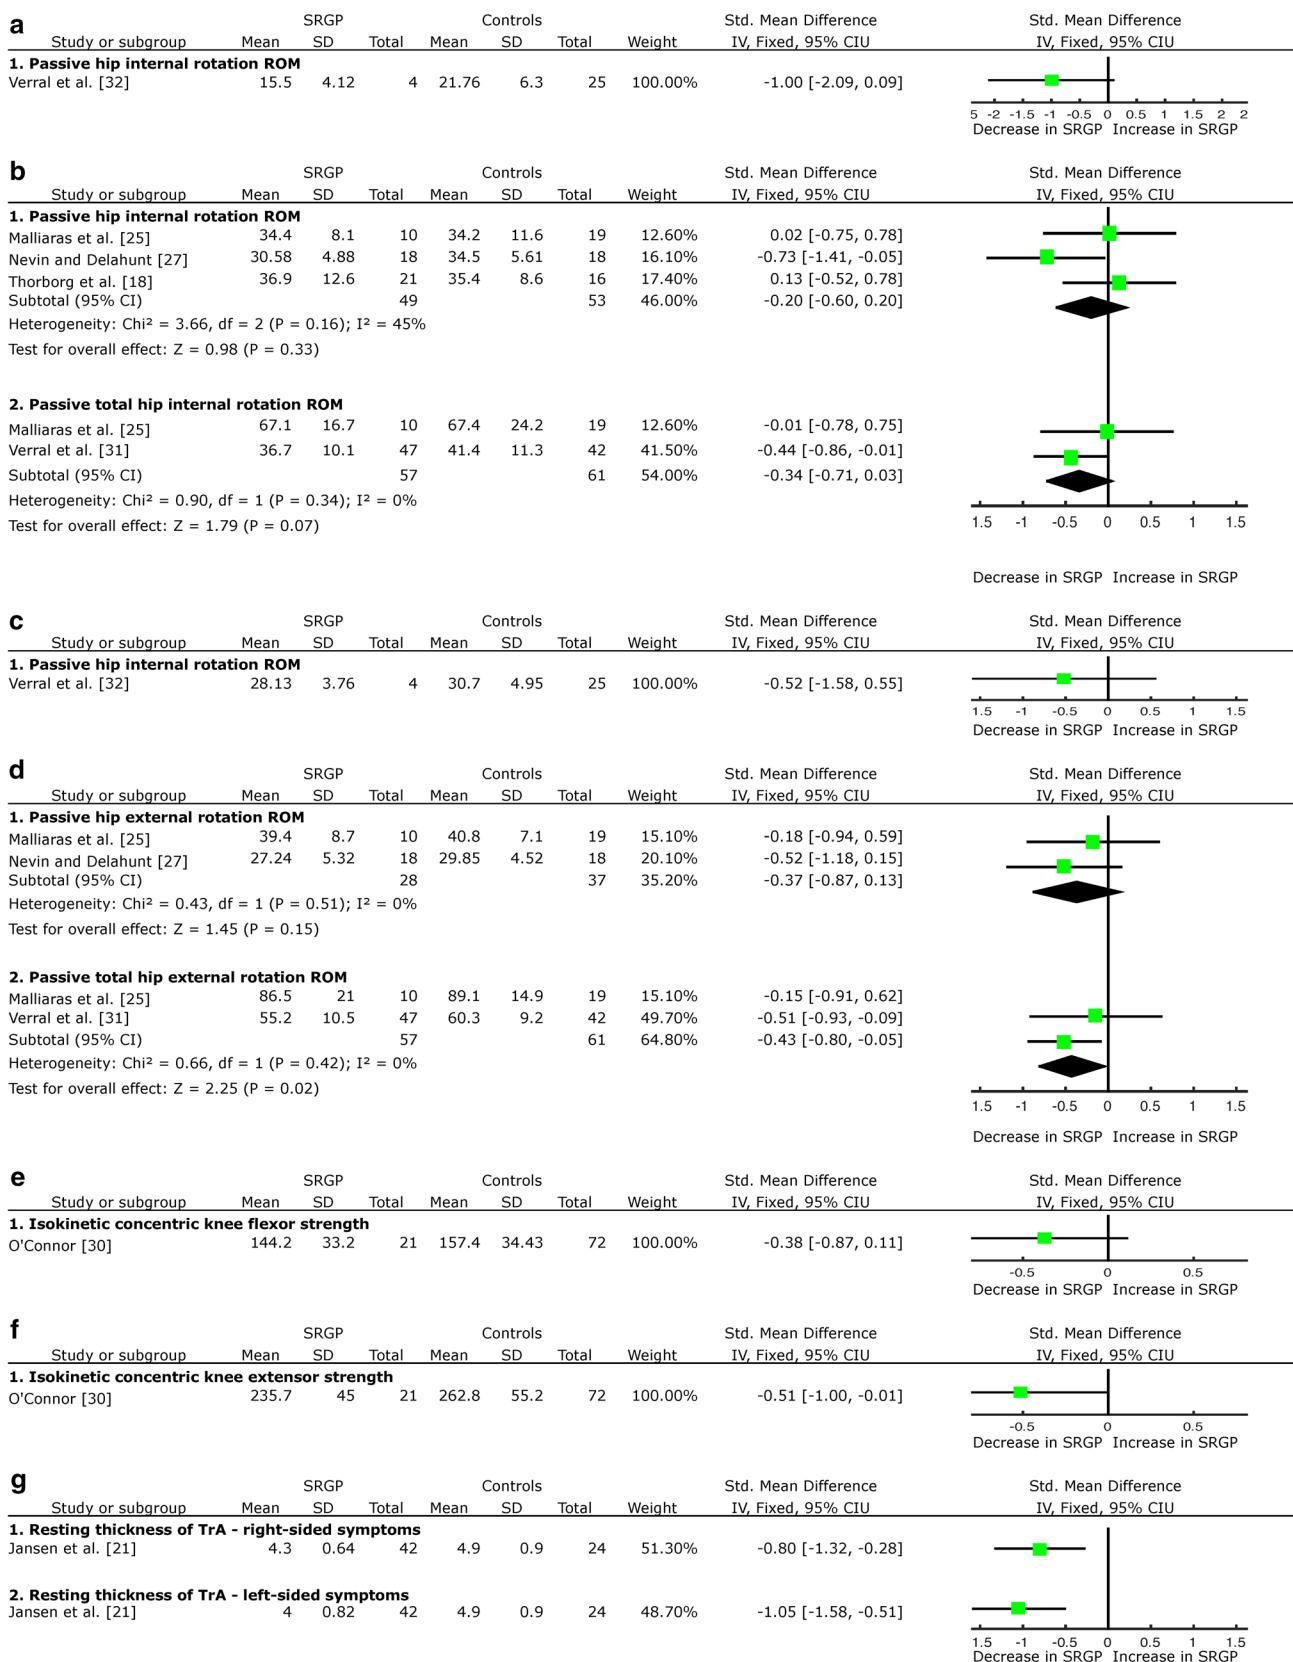 a
SRGP Controls Std. Mean Difference Std. Mean Difference
Study or subgroup Mean SD Total Mean SD Total Weight IV, Fixed, 95% CIU IV, Fixed, 95% CIU
1. Passive hip internal rotation ROM
Verral et al. [32] 15.5 4.12 4 21.76 6.3 25 100.00% -1.00 [-2.09, 0.09]
5 -2 -1.5 -1 -0.5 0 0.5 1 1.5 2 2
Decrease in SRGP Increase in SRGP
b
SRGP Controls Std. Mean Difference Std. Mean Difference
Study or subgroup Mean SD Total Mean SD Total Weight IV, Fixed, 95% CIU IV, Fixed, 95% CIU
1. Passive hip internal rotation ROM
Malliaras et al. [25] 34.4 8.1 10 34.2 11.6 19 12.60% 0.02 [-0.75, 0.78]
Nevin and Delahunt [27] 30.58 4.88 18 34.5 5.61 18 16.10% -0.73 [-1.41, -0.05]
Thorborg et al. [18] 36.9 12.6 21 35.4 8.6 16 17.40% 0.13 [-0.52, 0.78]
Subtotal (95% CI) 49 53 46.00% -0.20 [-0.60, 0.20]
Heterogeneity: Chi² = 3.66, df = 2 (P = 0.16); I² = 45%
Test for overall effect: Z = 0.98 (P = 0.33)
2. Passive total hip internal rotation ROM
Malliaras et al. [25] 67.1 16.7 10 67.4 24.2 19 12.60% -0.01 [-0.78, 0.75]
Verral et al. [31] 36.7 10.1 47 41.4 11.3 42 41.50% -0.44 [-0.86, -0.01]
Subtotal (95% CI) 57 61 54.00% -0.34 [-0.71, 0.03]
Heterogeneity: Chi² = 0.90, df = 1 (P = 0.34); I² = 0%
Test for overall effect: Z = 1.79 (P = 0.07)
1.5 -1 -0.5 0 0.5 1 1.5
Decrease in SRGP Increase in SRGP
c
SRGP Controls Std. Mean Difference Std. Mean Difference
Study or subgroup Mean SD Total Mean SD Total Weight IV, Fixed, 95% CIU IV, Fixed, 95% CIU
1. Passive hip internal rotation ROM
Verral et al. [32] 28.13 3.76 4 30.7 4.95 25 100.00% -0.52 [-1.58, 0.55]
1.5 -1 -0.5 0 0.5 1 1.5
Decrease in SRGP Increase in SRGP
d
SRGP Controls Std. Mean Difference Std. Mean Difference
Study or subgroup Mean SD Total Mean SD Total Weight IV, Fixed, 95% CIU IV, Fixed, 95% CIU
1. Passive hip external rotation ROM
Malliaras et al. [25] 39.4 8.7 10 40.8 7.1 19 15.10% -0.18 [-0.94, 0.59]
Nevin and Delahunt [27] 27.24 5.32 18 29.85 4.52 18 20.10% -0.52 [-1.18, 0.15]
Subtotal (95% CI) 28 37 35.20% -0.37 [-0.87, 0.13]
Heterogeneity: Chi² = 0.43, df = 1 (P = 0.51); I² = 0%
Test for overall effect: Z = 1.45 (P = 0.15)
2. Passive total hip external rotation ROM
Malliaras et al. [25] 86.5 21 10 89.1 14.9 19 15.10% -0.15 [-0.91, 0.62]
Verral et al. [31] 55.2 10.5 47 60.3 9.2 42 49.70% -0.51 [-0.93, -0.09]
Subtotal (95% CI) 57 61 64.80% -0.43 [-0.80, -0.05]
Heterogeneity: Chi² = 0.66, df = 1 (P = 0.42); I² = 0%
Test for overall effect: Z = 2.25 (P = 0.02)
1.5 -1 -0.5 0 0.5 1 1.5
Decrease in SRGP Increase in SRGP
e
SRGP Controls Std. Mean Difference Std. Mean Difference
Study or subgroup Mean SD Total Mean SD Total Weight IV, Fixed, 95% CIU IV, Fixed, 95% CIU
1. Isokinetic concentric knee flexor strength
O'Connor [30] 144.2 33.2 21 157.4 34.43 72 100.00% -0.38 [-0.87, 0.11]
-0.5 0 0.5
Decrease in SRGP Increase in SRGP
f
SRGP Controls Std. Mean Difference Std. Mean Difference
Study or subgroup Mean SD Total Mean SD Total Weight IV, Fixed, 95% CIU IV, Fixed, 95% CIU
1. Isokinetic concentric knee extensor strength
O'Connor [30] 235.7 45 21 262.8 55.2 72 100.00% -0.51 [-1.00, -0.01]
-0.5 0 0.5
Decrease in SRGP Increase in SRGP
g
SRGP Controls Std. Mean Difference Std. Mean Difference
Study or subgroup Mean SD Total Mean SD Total Weight IV, Fixed, 95% CIU IV, Fixed, 95% CIU
1. Resting thickness of TrA - right-sided symptoms
Jansen et al. [21] 4.3 0.64 42 4.9 0.9 24 51.30% -0.80 [-1.32, -0.28]
2. Resting thickness of TrA - left-sided symptoms
Jansen et al. [21] 4 0.82 42 4.9 0.9 24 48.70% -1.05 [-1.58, -0.51]
1.5 -1 -0.5 0 0.5 1 1.5
Decrease in SRGP Increase in SRGP